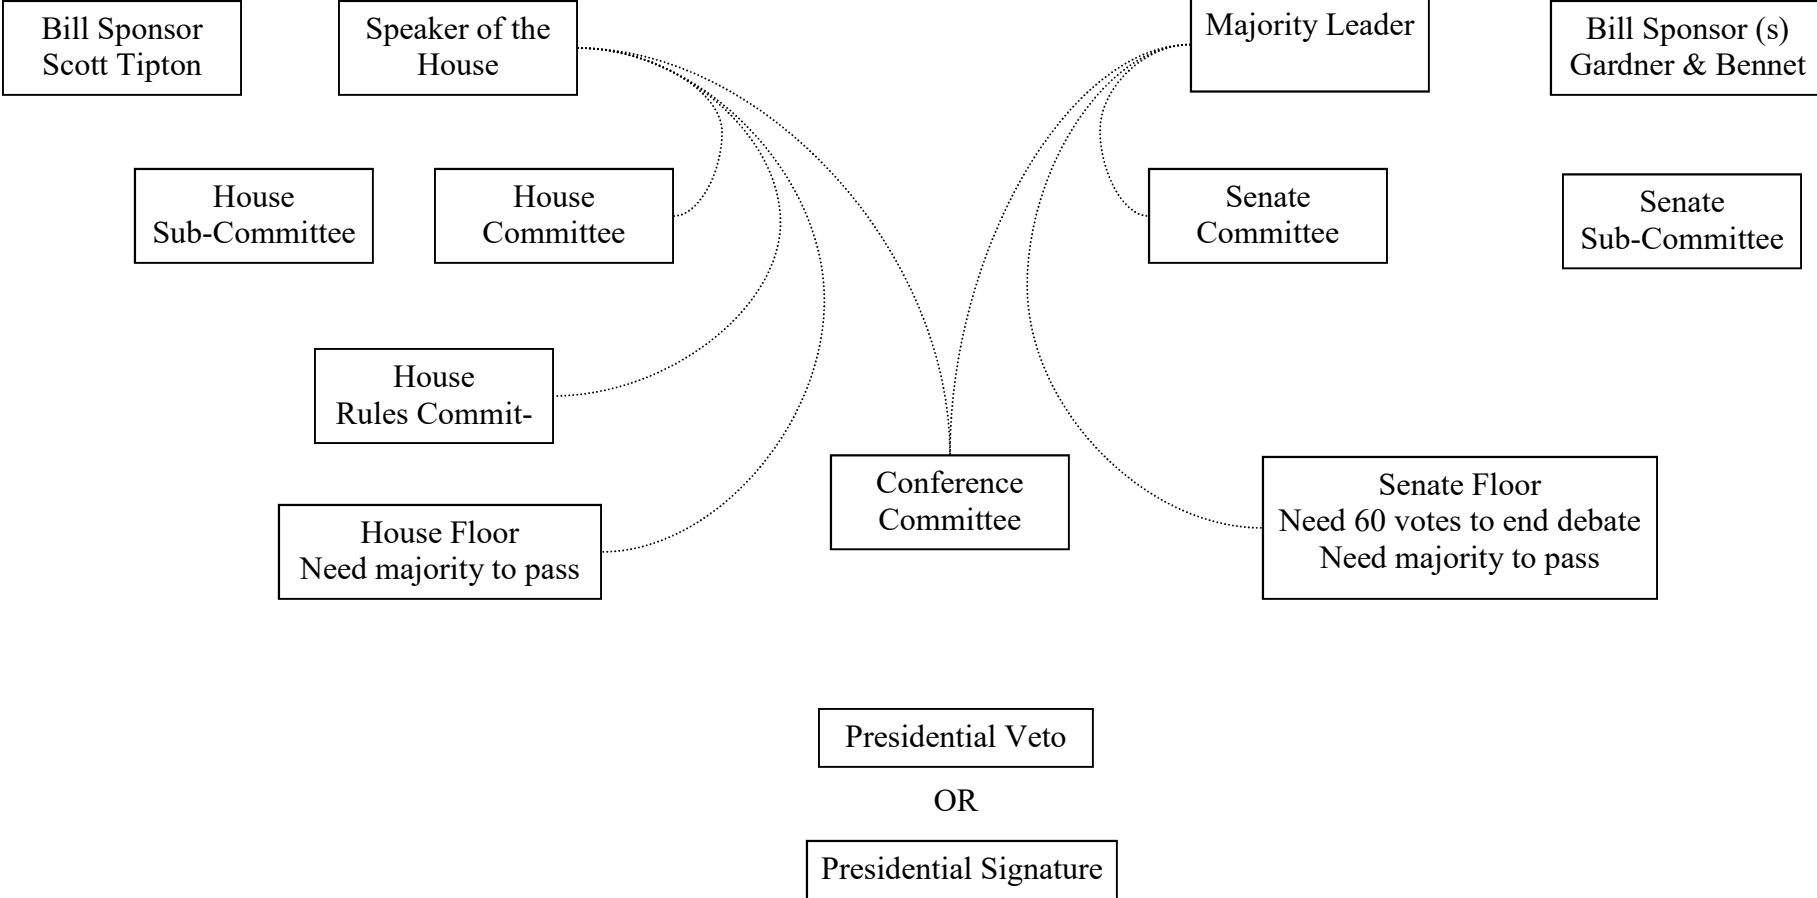 Bill Sponsor
Scott Tipton
Speaker of the
House
Majority Leader
Bill Sponsor (s)
Gardner & Bennet
House
Sub-Committee
House
Committee
Senate
Committee
Senate
Sub-Committee
House
Rules Commit-
Conference
Committee
Senate Floor
Need 60 votes to end debate
Need majority to pass
House Floor
Need majority to pass
Presidential Veto
OR
Presidential Signature